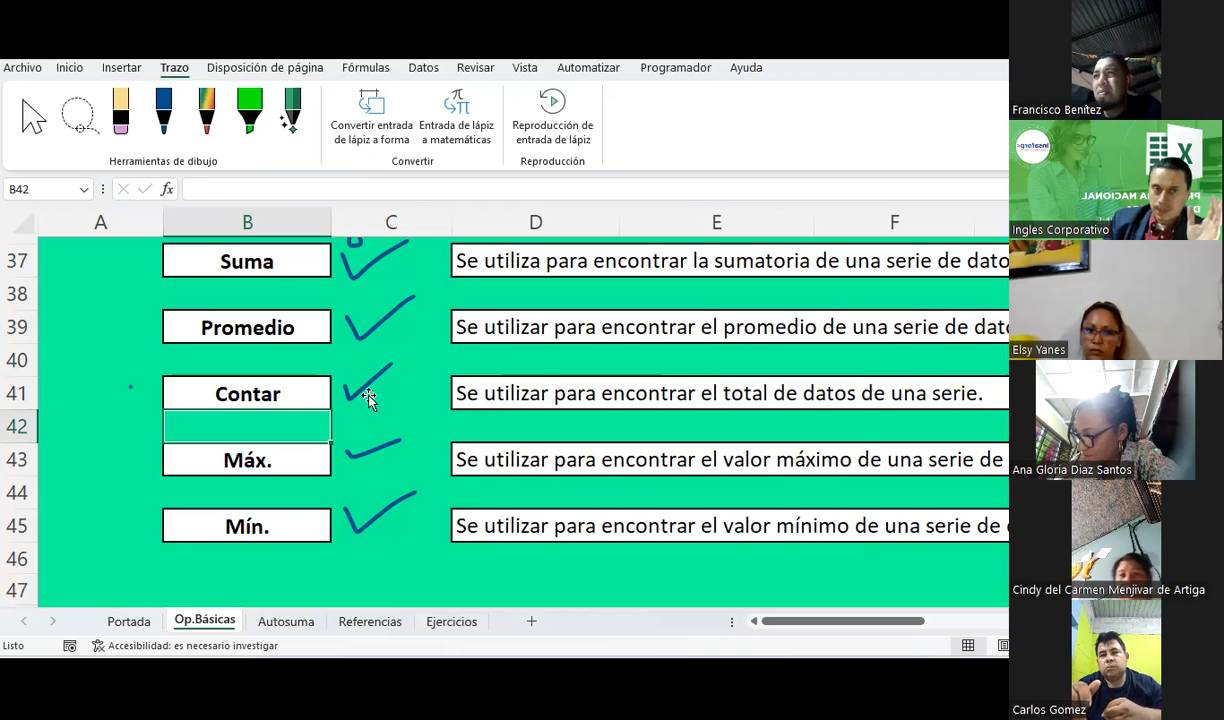 Archivo Inicio Insertar Trazo Disposición de página Fórmulas Datos Revisar Vista Automatizar Programador Ayuda
Convertir entrada de lápiz a forma
Entrada de lápiz a matemáticas
Reproducción de entrada de lápiz
Herramientas de dibujo Convertir Reproducción
B42 fx
A B C D E F
37 Suma Se utiliza para encontrar la sumatoria de una serie de dato
38
39 Promedio Se utilizar para encontrar el promedio de una serie de dat
40
41 Contar Se utilizar para encontrar el total de datos de una serie.
42
43 Máx. Se utilizar para encontrar el valor máximo de una serie de
44
45 Mín. Se utilizar para encontrar el valor mínimo de una serie de
46
47
Portada Op.Básicas Autosuma Referencias Ejercicios
Listo Accesibilidad: es necesario investigar
Francisco Benítez
Insaforp
X
Ingles Corporativo
Elsy Yanes
Ana Gloria Diaz Santos
Cindy del Carmen Menjivar de Artiga
Carlos Gomez